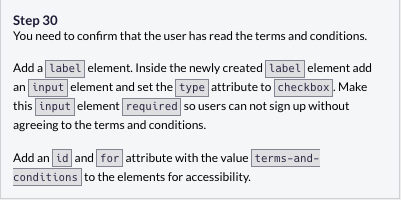 Step 30
You need to confirm that the user has read the terms and conditions.
Add a label element. Inside the newly created label element add
an input element and set the type attribute to checkbox. Make
this input element required so users can not sign up without
agreeing to the terms and conditions.
Add an id and for attribute with the value terms-and-
conditions to the elements for accessibility.